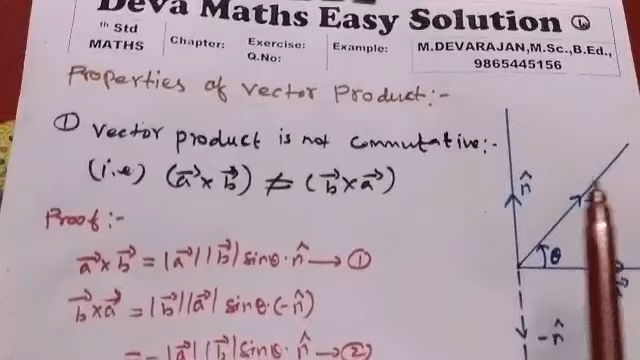 Deva Maths Easy Solution ①
th Std
MATHS
Chapter:
Exercise:
Q.No:
Example:
M.DEVARAJAN,M.Sc.,B.Ed.,
9865445156
Properties of Vector Product:-
① Vector product is not commutative:-
(i.e) (a⃗ × b⃗) ≠ (b⃗ × a⃗)
Proof:-
a⃗ × b⃗ = |a⃗| |b⃗| sinθ · n̂ → ①
b⃗ × a⃗ = |b⃗| |a⃗| sinθ · (-n̂)
= - |a⃗| |b⃗| sinθ · n̂ → ②
n̂
θ
-n̂